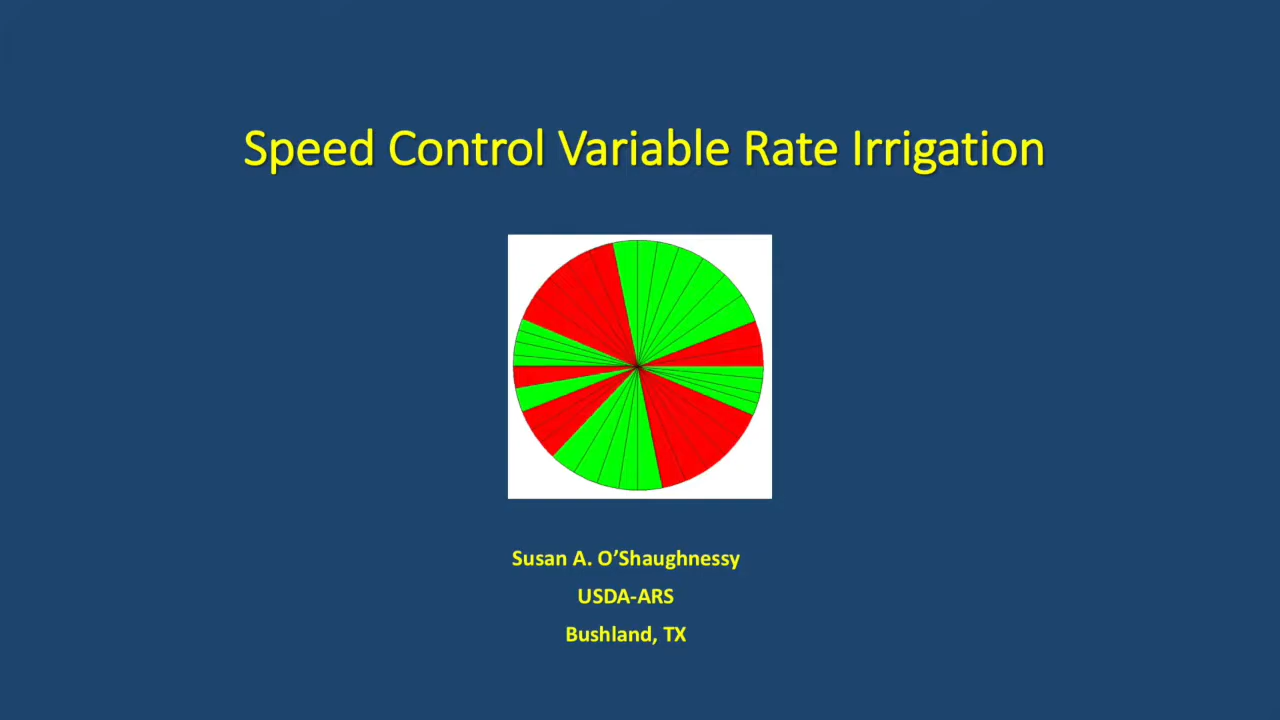 Speed Control Variable Rate Irrigation
Susan A. O’Shaughnessy
USDA-ARS
Bushland, TX